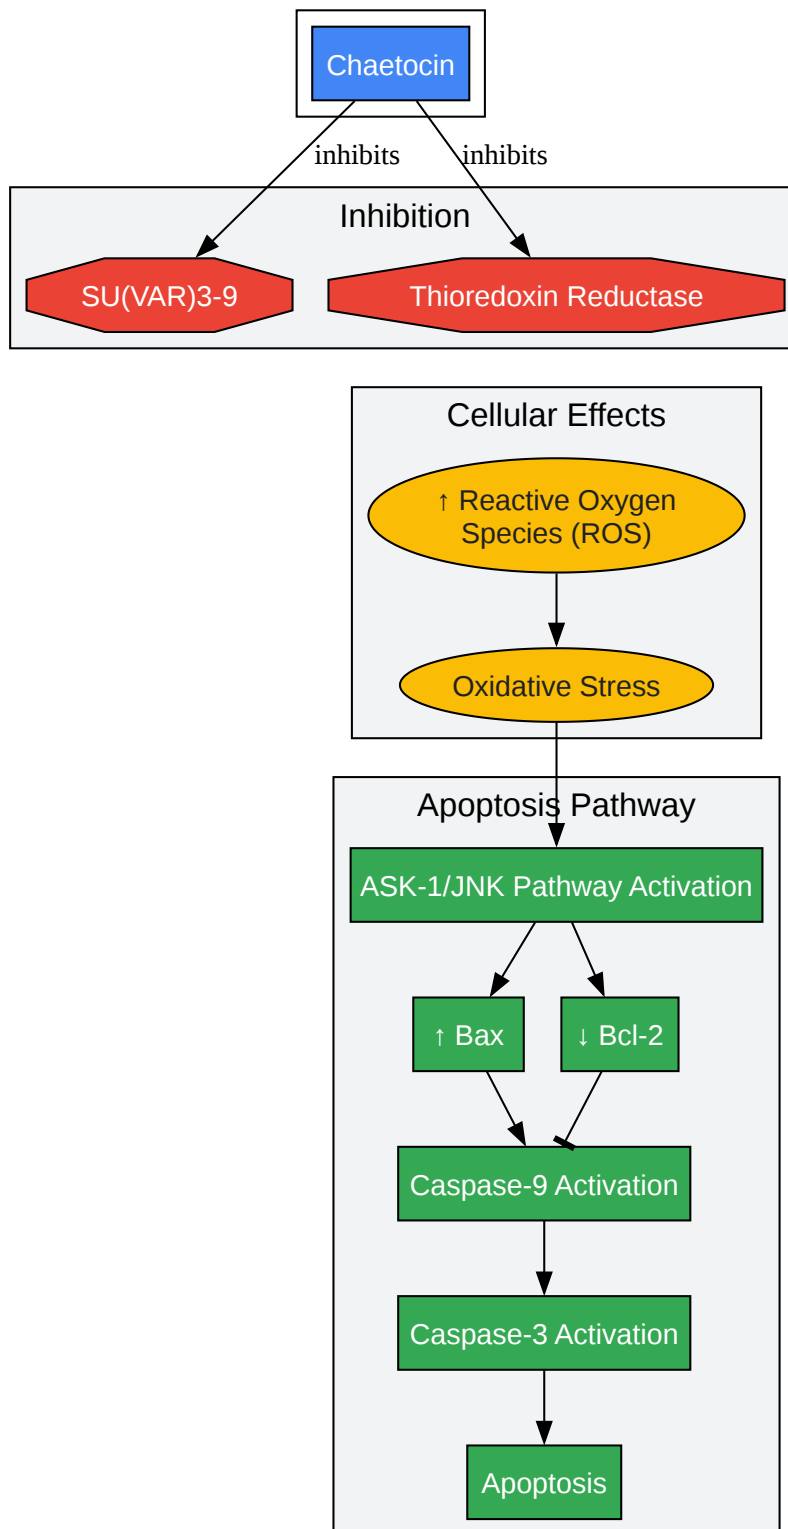 Chaetocin
inhibits
inhibits
Inhibition
SU(VAR)3-9
Thioredoxin Reductase
Cellular Effects
↑ Reactive Oxygen
Species (ROS)
Oxidative Stress
Apoptosis Pathway
ASK-1/JNK Pathway Activation
↑ Bax
↓ Bcl-2
Caspase-9 Activation
Caspase-3 Activation
Apoptosis